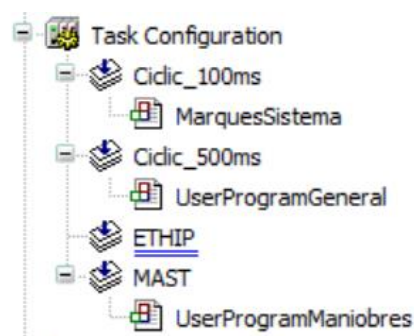 Task Configuration
Ciclic_100ms
MarquesSistema
Ciclic_500ms
UserProgramGeneral
ETHIP
MAST
UserProgramManiobres